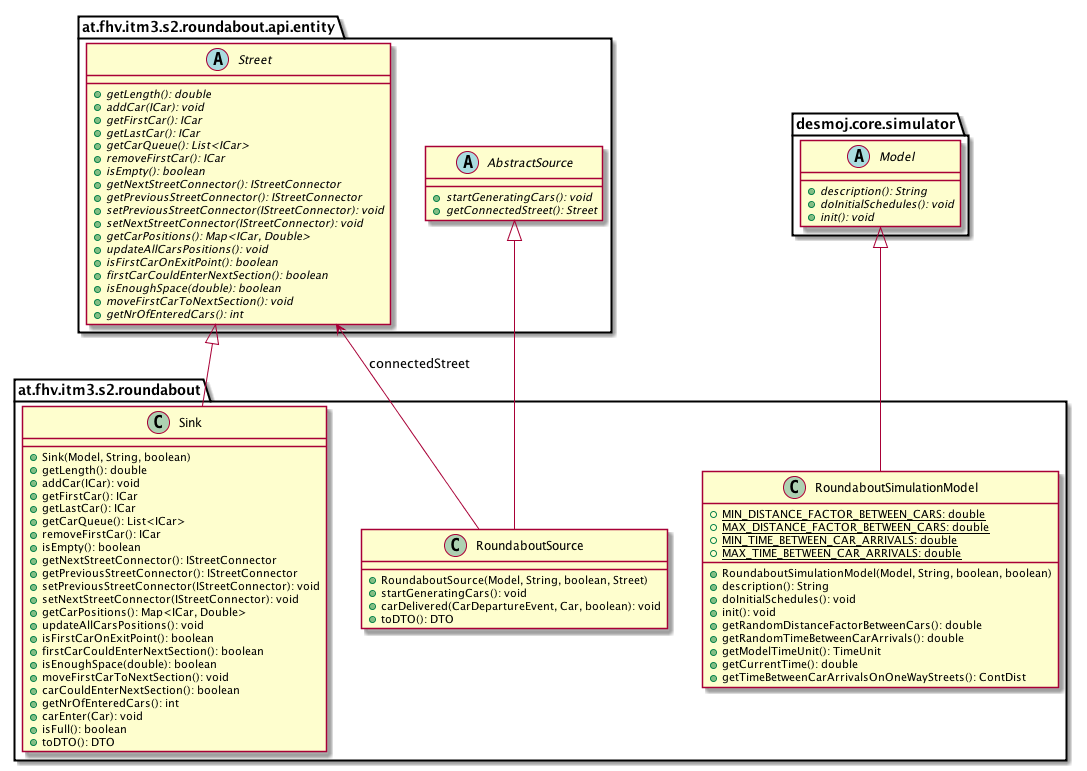 at.fhv.itm3.s2.roundabout.api.entity
A Street
getLength(): double
addCar(ICar): void
getFirstCar(): ICar
getLastCar(): ICar
getCarQueue(): List<ICar>
removeFirstCar(): ICar
isEmpty(): boolean
getNextStreetConnector(): IStreetConnector
getPreviousStreetConnector(): IStreetConnector
setPreviousStreetConnector(IStreetConnector): void
setNextStreetConnector(IStreetConnector): void
getCarPositions(): Map<ICar, Double>
updateAllCarsPositions(): void
isFirstCarOnExitPoint(): boolean
firstCarCouldEnterNextSection(): boolean
isEnoughSpace(double): boolean
moveFirstCarToNextSection(): void
getNrOfEnteredCars(): int
A AbstractSource
startGeneratingCars(): void
getConnectedStreet(): Street
desmoj.core.simulator
A Model
description(): String
doInitialSchedules(): void
init(): void
connectedStreet
at.fhv.itm3.s2.roundabout
C Sink
Sink(Model, String, boolean)
getLength(): double
addCar(ICar): void
getFirstCar(): ICar
getLastCar(): ICar
getCarQueue(): List<ICar>
removeFirstCar(): ICar
isEmpty(): boolean
getNextConnector(): IStreetConnector
getPreviousStreetConnector(): IStreetConnector
setPreviousStreetConnector(IStreetConnector): void
setNextStreetConnector(IStreetConnector): void
getCarPositions(): Map<ICar, Double>
updateAllCarsPositions(): void
isFirstCarOnExitPoint(): boolean
firstCarCouldEnterNextSection(): boolean
isEnoughSpace(double): boolean
moveFirstCarToNextSection(): void
carCouldEnterNextSection(): boolean
getNrOfEnteredCars(): int
carEnter(Car): void
isFull(): boolean
toDTO(): DTO
C RoundaboutSource
RoundaboutSource(Model, String, boolean, Street)
startGeneratingCars(): void
carDelivered(CarDepartureEvent, Car, boolean): void
toDTO(): DTO
C RoundaboutSimulationModel
MIN_DISTANCE_FACTOR_BETWEEN_CARS: double
MAX_DISTANCE_FACTOR_BETWEEN_CARS: double
MIN_TIME_BETWEEN_CAR_ARRIVALS: double
MAX_TIME_BETWEEN_CAR_ARRIVALS: double
RoundaboutSimulationModel(Model, String, boolean, boolean)
description(): String
doInitialSchedules(): void
init(): void
getRandomDistanceFactorBetweenCars(): double
getRandomTimeBetweenCarArrivals(): double
getModelTimeUnit(): TimeUnit
getCurrentTime(): double
getTimeBetweenCarArrivalsOnOneWayStreets(): ContDist